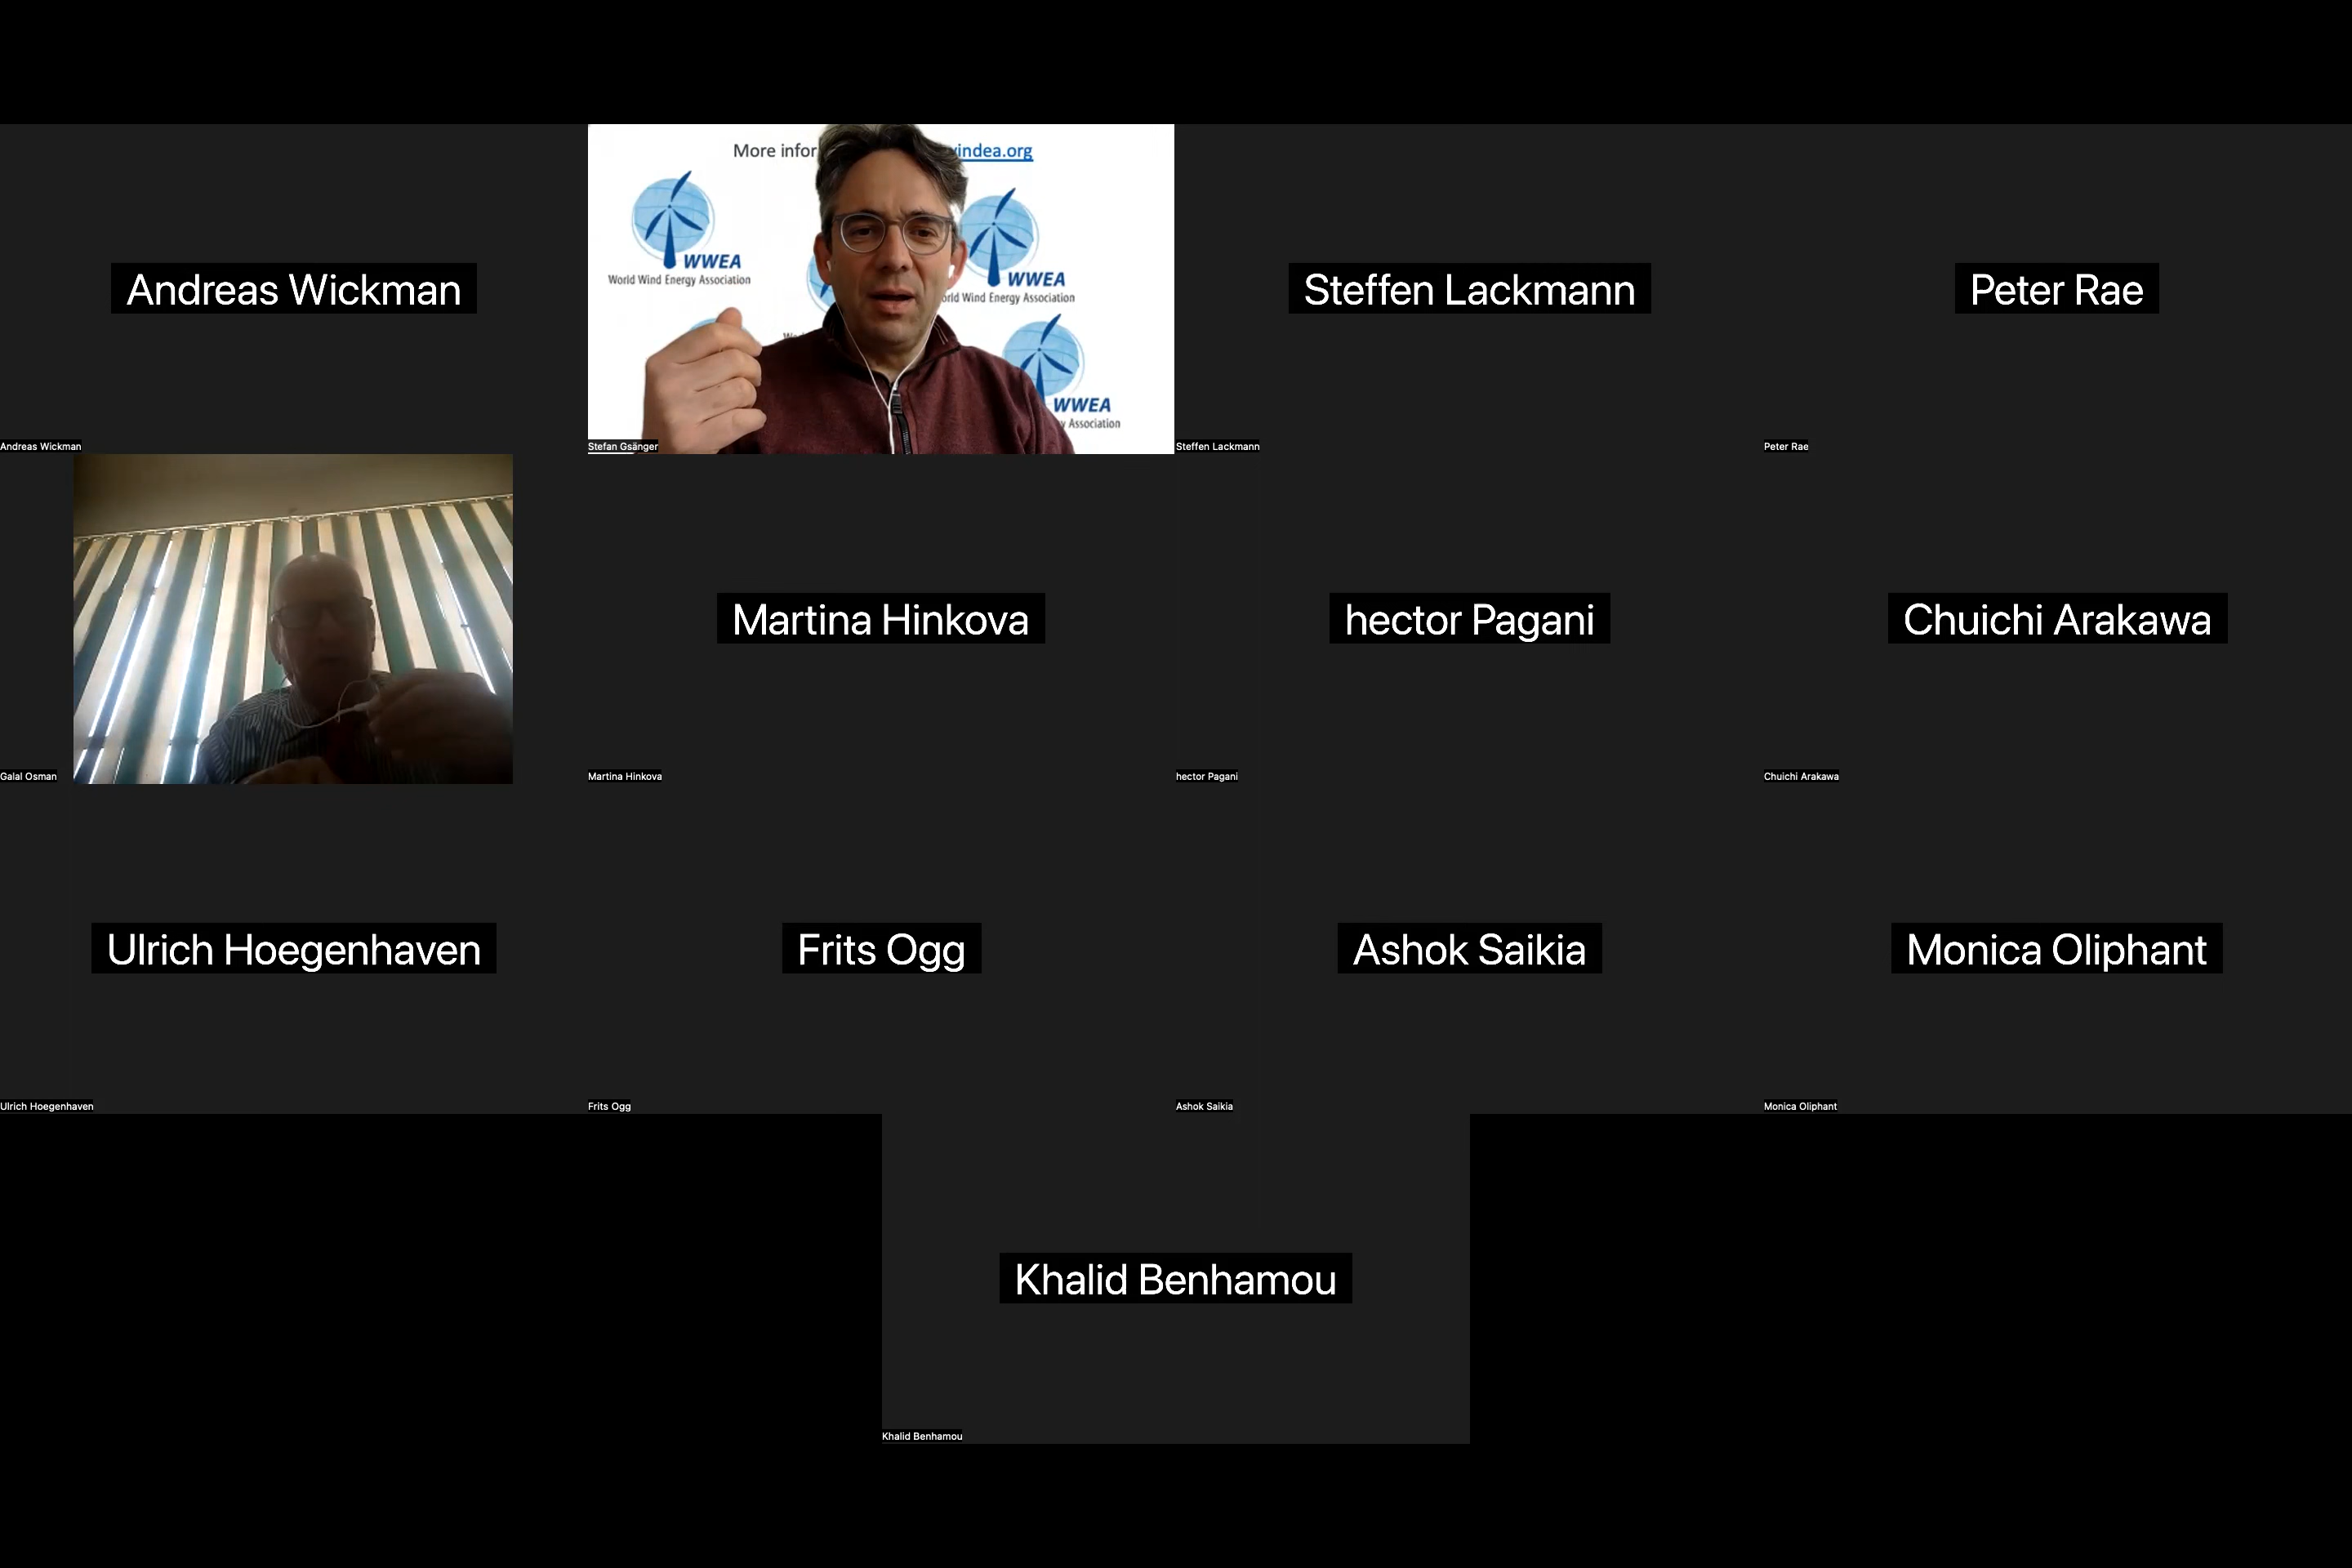 Andreas Wickman
Andreas Wickman
More infor
indea.org
WWEA
World Wind Energy Association
WWEA
orld Wind Energy Association
WWEA
Association
Stefan Gsänger
Steffen Lackmann
Steffen Lackmann
Peter Rae
Peter Rae
Galal Osman
Martina Hinkova
Martina Hinkova
hector Pagani
hector Pagani
Chuichi Arakawa
Chuichi Arakawa
Ulrich Hoegenhaven
Ulrich Hoegenhaven
Frits Ogg
Frits Ogg
Ashok Saikia
Ashok Saikia
Monica Oliphant
Monica Oliphant
Khalid Benhamou
Khalid Benhamou